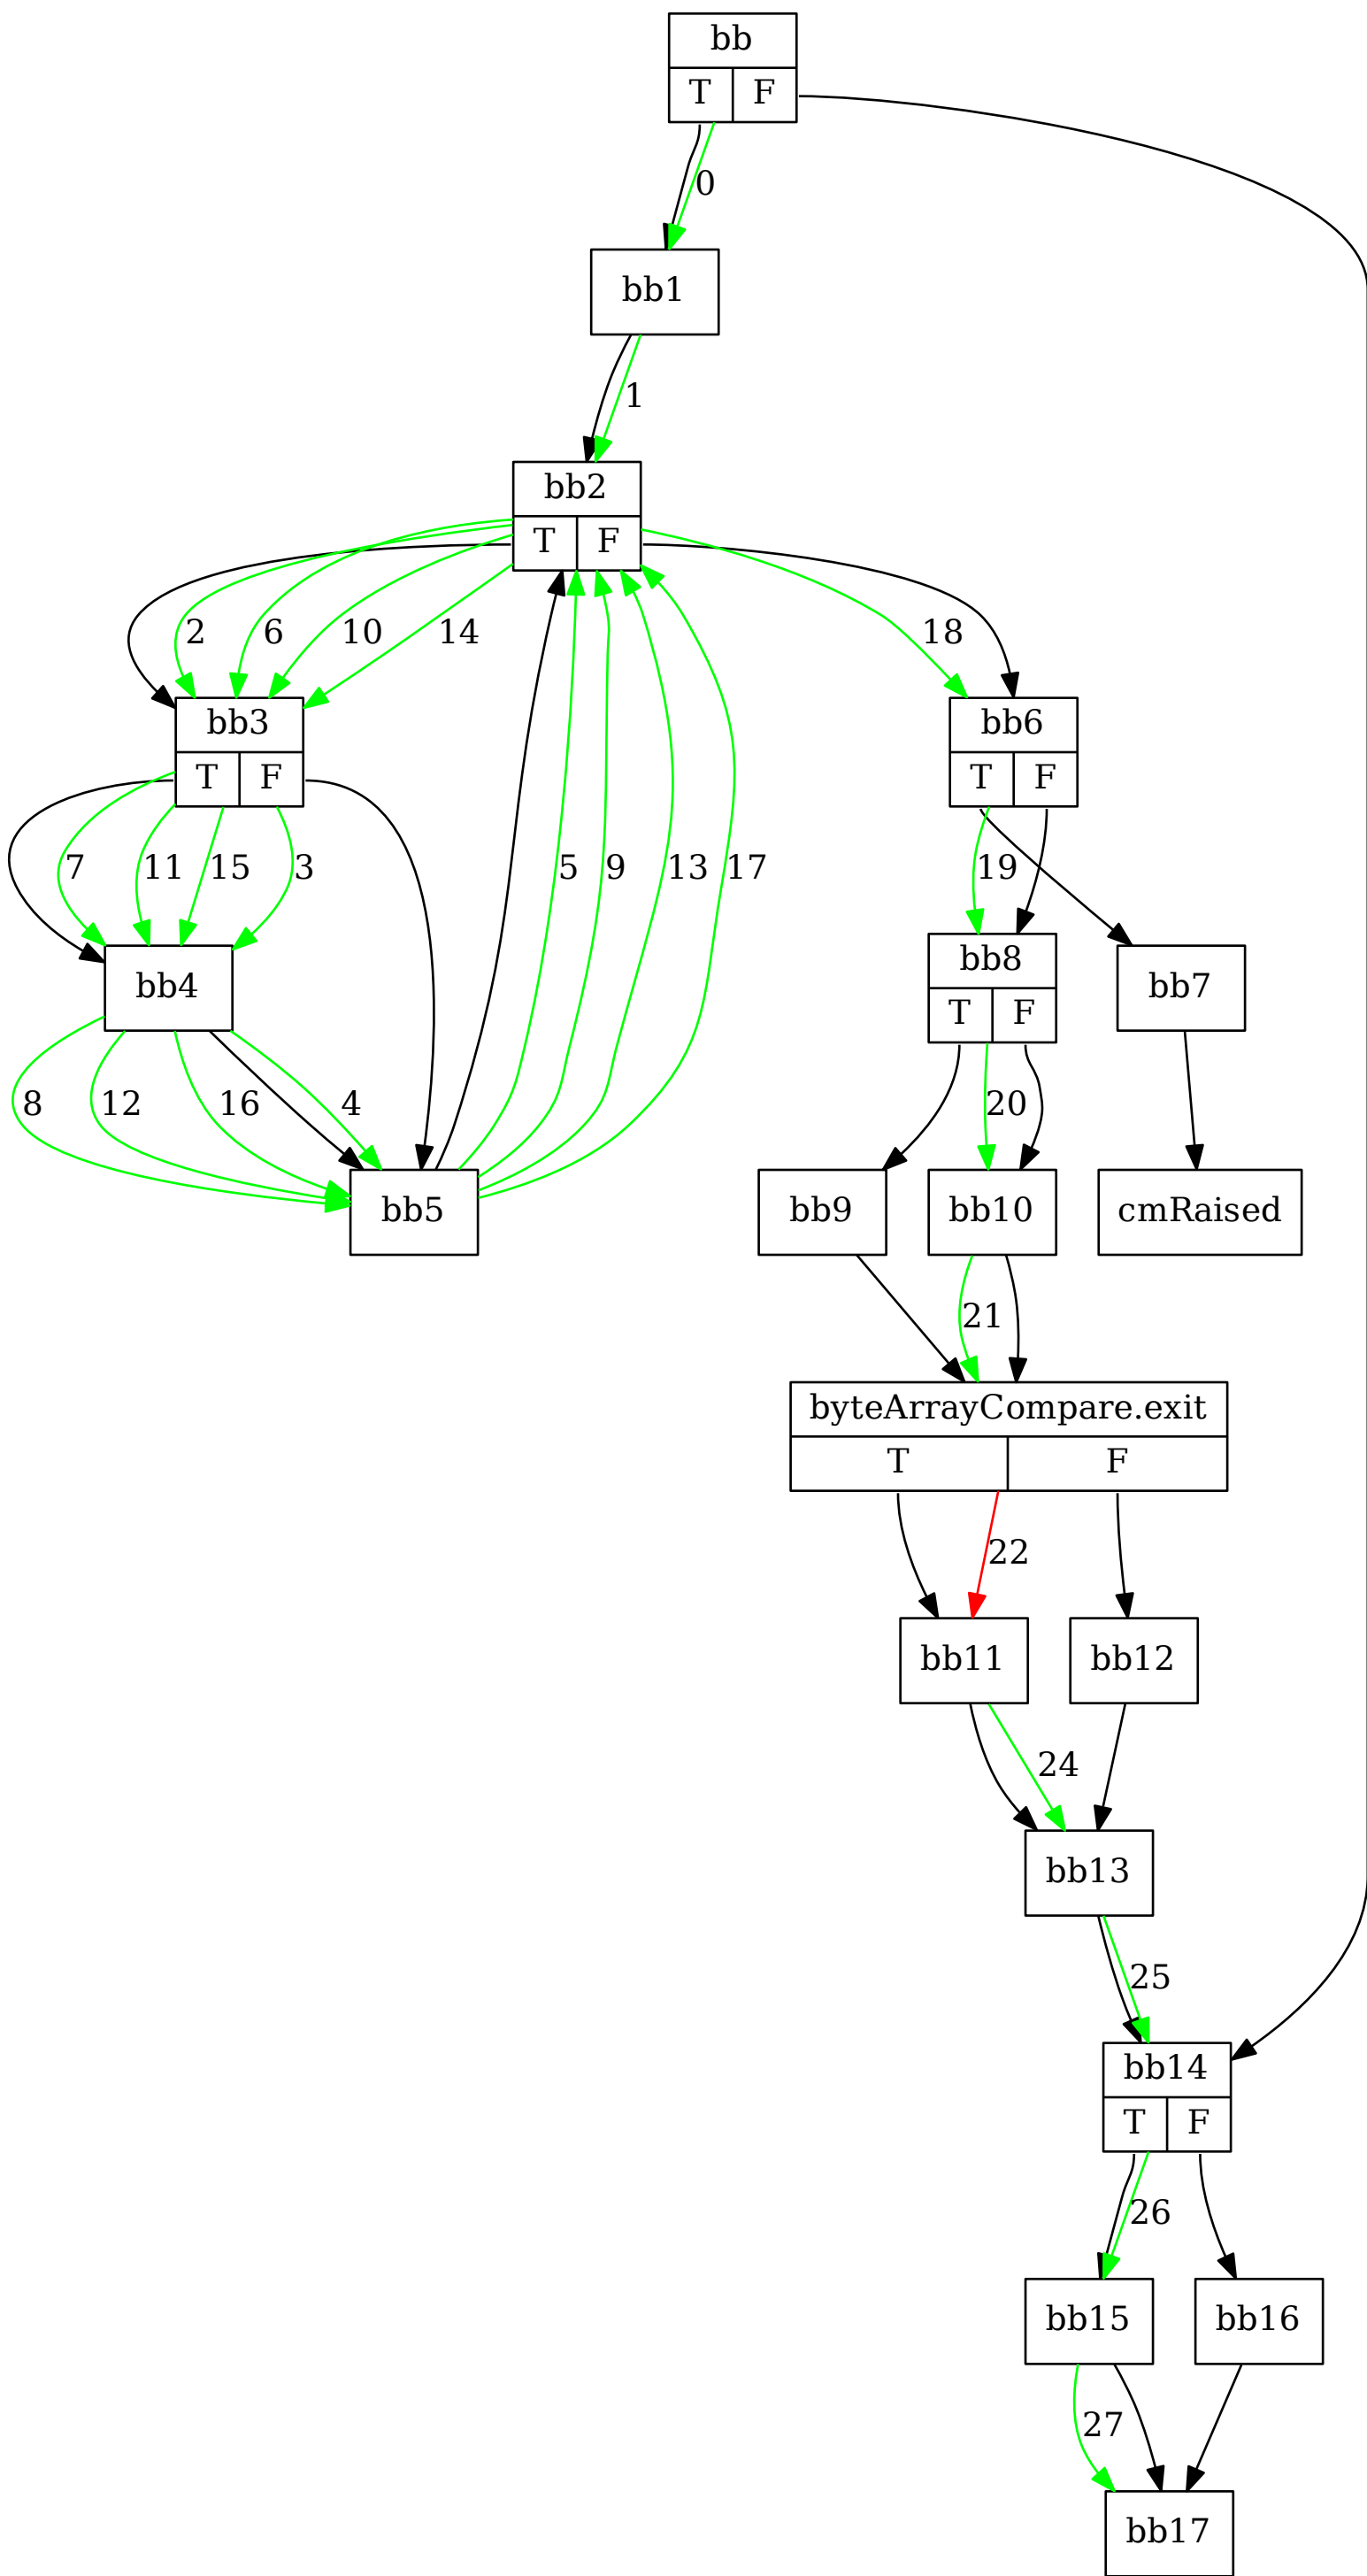 bb
T F
0
bb1
1
bb2
T F
2 6 10 14 18
bb3 bb6
T F T F
7 11 15 3 5 9 13 17 19
bb8
bb4 bb7
T F
8 12 16 4 20
bb5 bb9 bb10 cmRaised
21
byteArrayCompare.exit
T F
22
bb11 bb12
24
bb13
25
bb14
T F
26
bb15 bb16
27
bb17